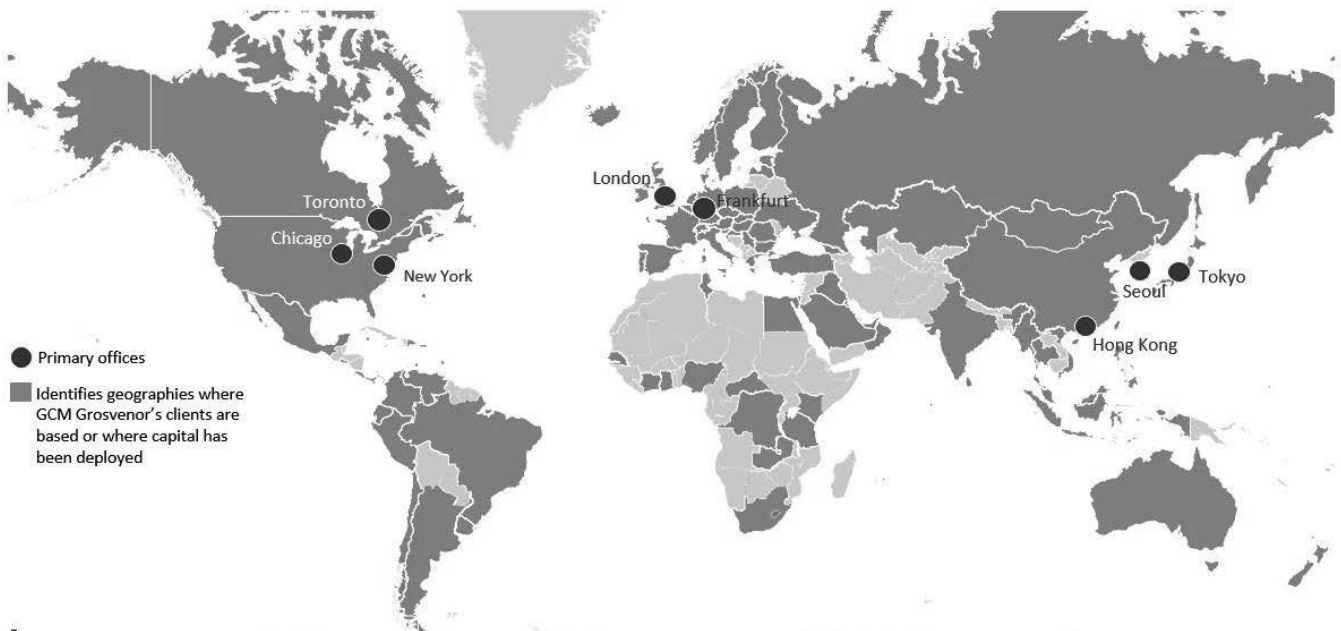 London
Frankfurt
Toronto
Chicago
New York
Seoul
Tokyo
Hong Kong
Primary offices
Identifies geographies where
GCM Grosvenor's clients are
based or where capital has
been deployed